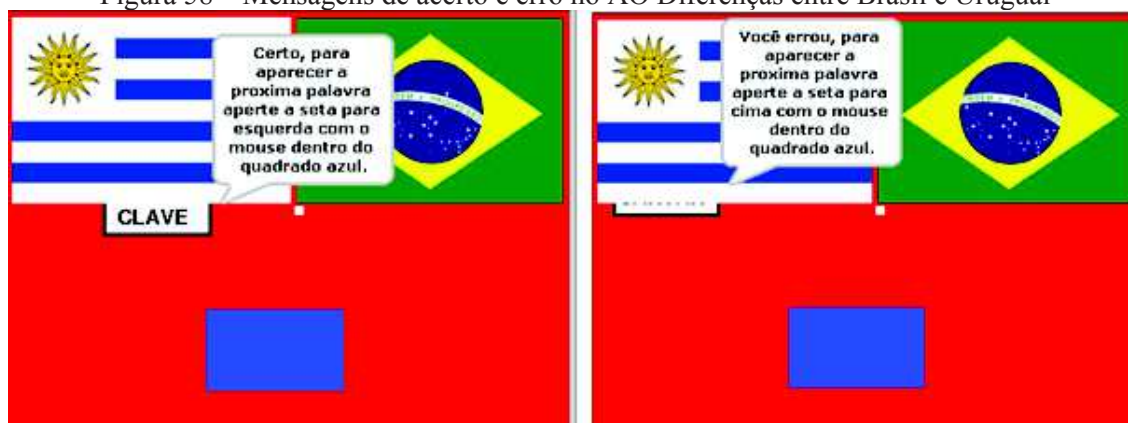 Figura 58 – Mensagens de acerto e erro no AO Diferenças entre Brasil e Uruguai
Certo, para
aparecer a
proxima palavra
aperte a seta para
esquerda com o
mouse dentro do
quadrado azul.
CLAVE
Você errou, para
aparecer a
proxima palavra
aperte a seta para
cima com o mouse
dentro do
quadrado azul.